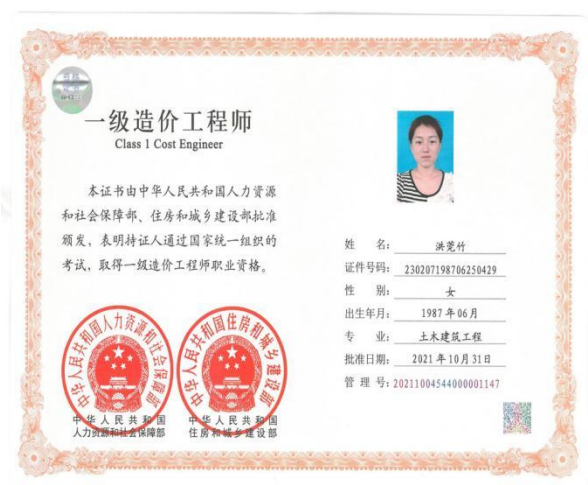 一级造价工程师
Class 1 Cost Engineer
本证书由中华人民共和国人力资源
和社会保障部、住房和城乡建设部批准
颁发，表明持证人通过国家统一组织的
考试，取得一级造价工程师职业资格。
中华人民共和国人力资源和社会保障部
中华人民共和国住房和城乡建设部
中华人民共和国
人力资源和社会保障部
中华人民共和国
住房和城乡建设部
姓 名： 洪莞竹
证件号码： 230207198706250429
性 别： 女
出生年月： 1987年06月
专 业： 土木建筑工程
批准日期： 2021年10月31日
管 理 号： 20211004544000001147